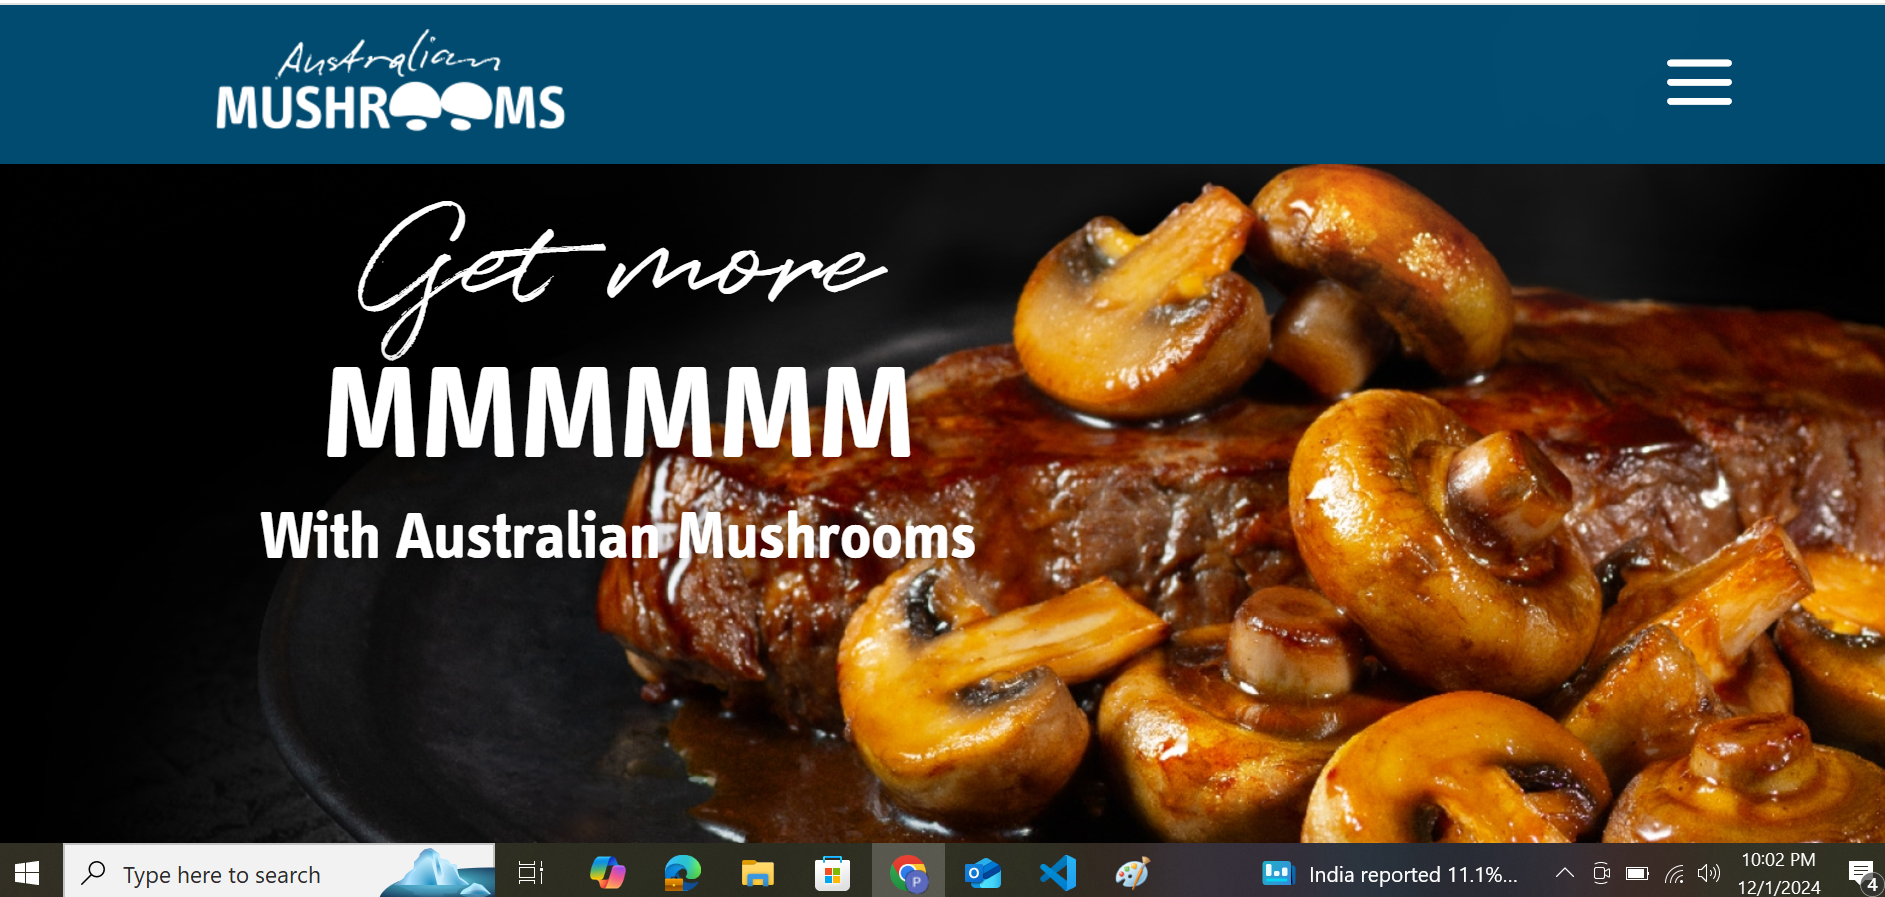 Australian
MUSHROOMS
Get more
MMMMMM
With Australian Mushrooms
Type here to search
P
India reported 11.1%...
10:02 PM
12/1/2024
4